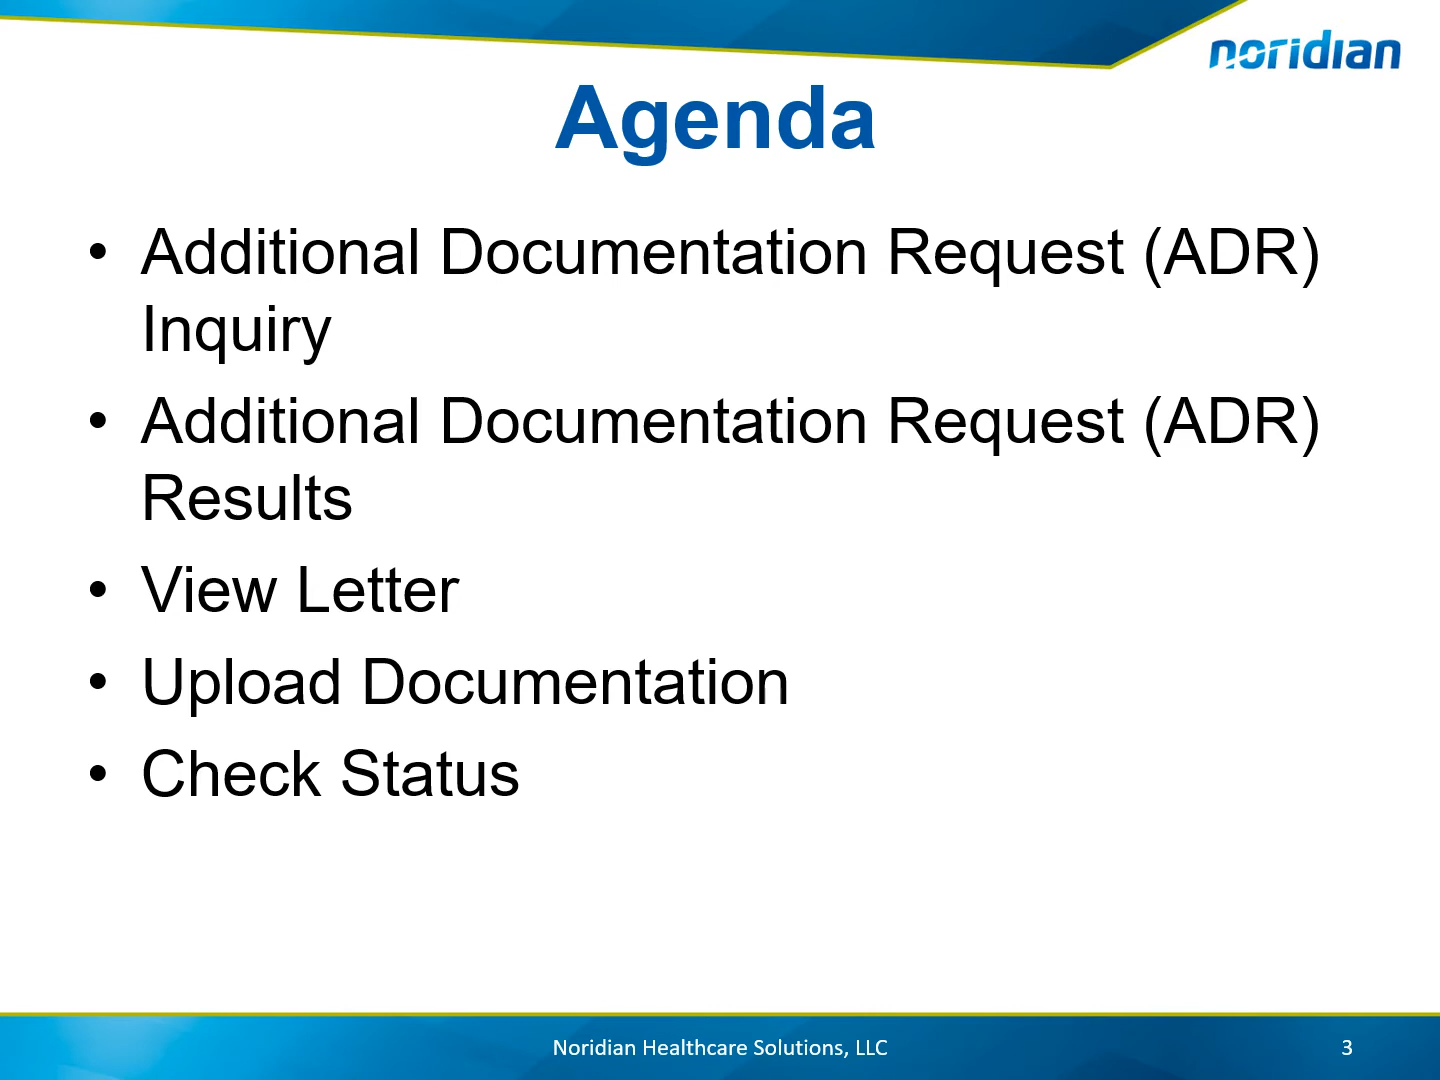 noridian
Agenda
• Additional Documentation Request (ADR)
Inquiry
• Additional Documentation Request (ADR)
Results
• View Letter
• Upload Documentation
• Check Status
Noridian Healthcare Solutions, LLC
3